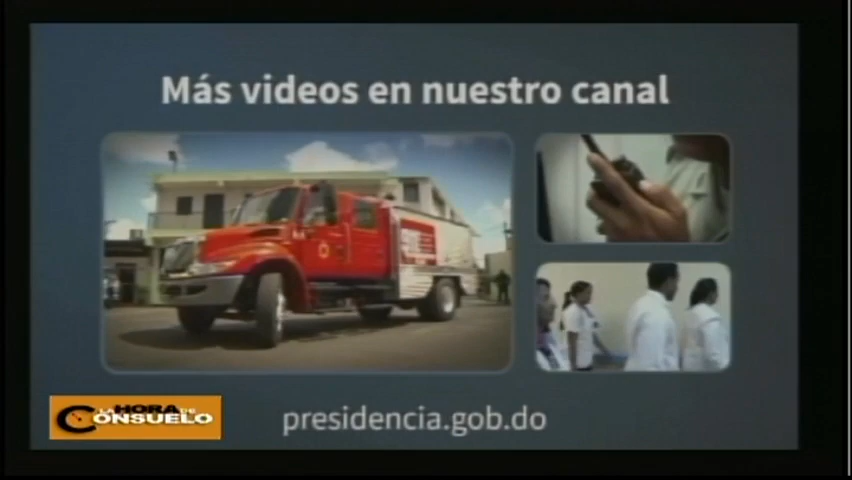 Más videos en nuestro canal
LA HORA DE
CONSUELO
presidencia.gob.do